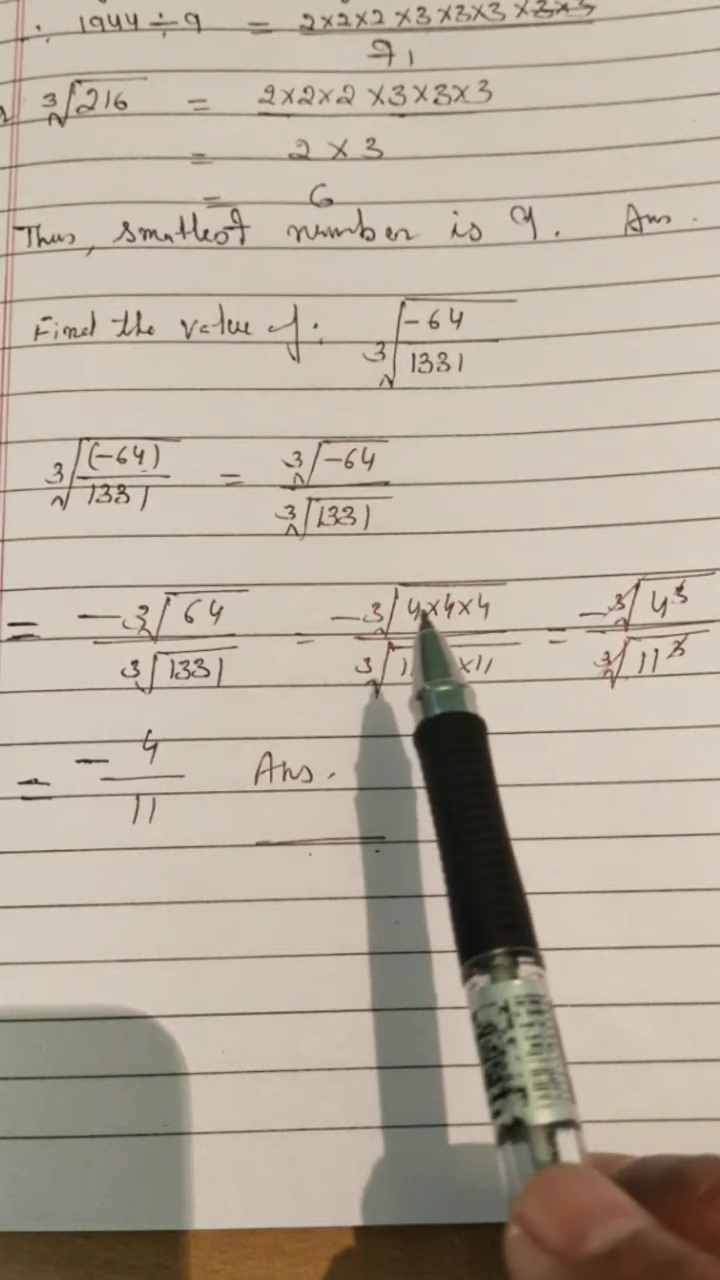 ∴ 1944 ÷ 9 = 2×2×2×3×3×3×3×3 / 9 1
∛216 = 2×2×2×3×3×3
= 2 × 3
= 6
Thus, smallest number is 9. Ans.
Find the value of: ∛(-64/1331)
∛((-64)/1331) = ∛-64 / ∛1331
= -∛64 / ∛1331 = -∛4×4×4 / ∛11 ×11 = -∛4³ / ∛11³
= - 4/11 Ans.